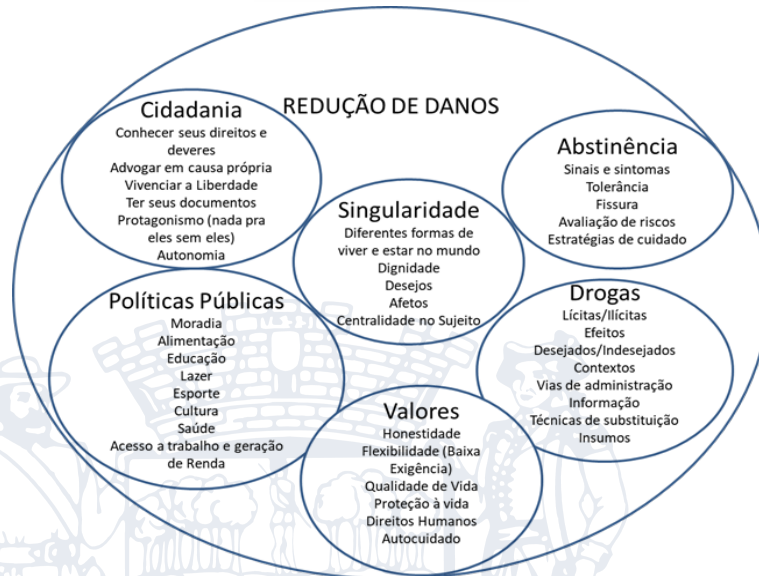 REDUÇÃO DE DANOS
Cidadania
Conhecer seus direitos e
deveres
Advogar em causa própria
Vivenciar a Liberdade
Ter seus documentos
Protagonismo (nada pra
eles sem eles)
Autonomia
Singularidade
Diferentes formas de
viver e estar no mundo
Dignidade
Desejos
Afetos
Centralidade no Sujeito
Abstinência
Sinais e sintomas
Tolerância
Fissura
Avaliação de riscos
Estratégias de cuidado
Políticas Públicas
Moradia
Alimentação
Educação
Lazer
Esporte
Cultura
Saúde
Acesso a trabalho e geração
de Renda
Valores
Honestidade
Flexibilidade (Baixa
Exigência)
Qualidade de Vida
Proteção à vida
Direitos Humanos
Autocuidado
Drogas
Lícitas/Ilícitas
Efeitos
Desejados/Indesejados
Contextos
Vias de administração
Informação
Técnicas de substituição
Insumos